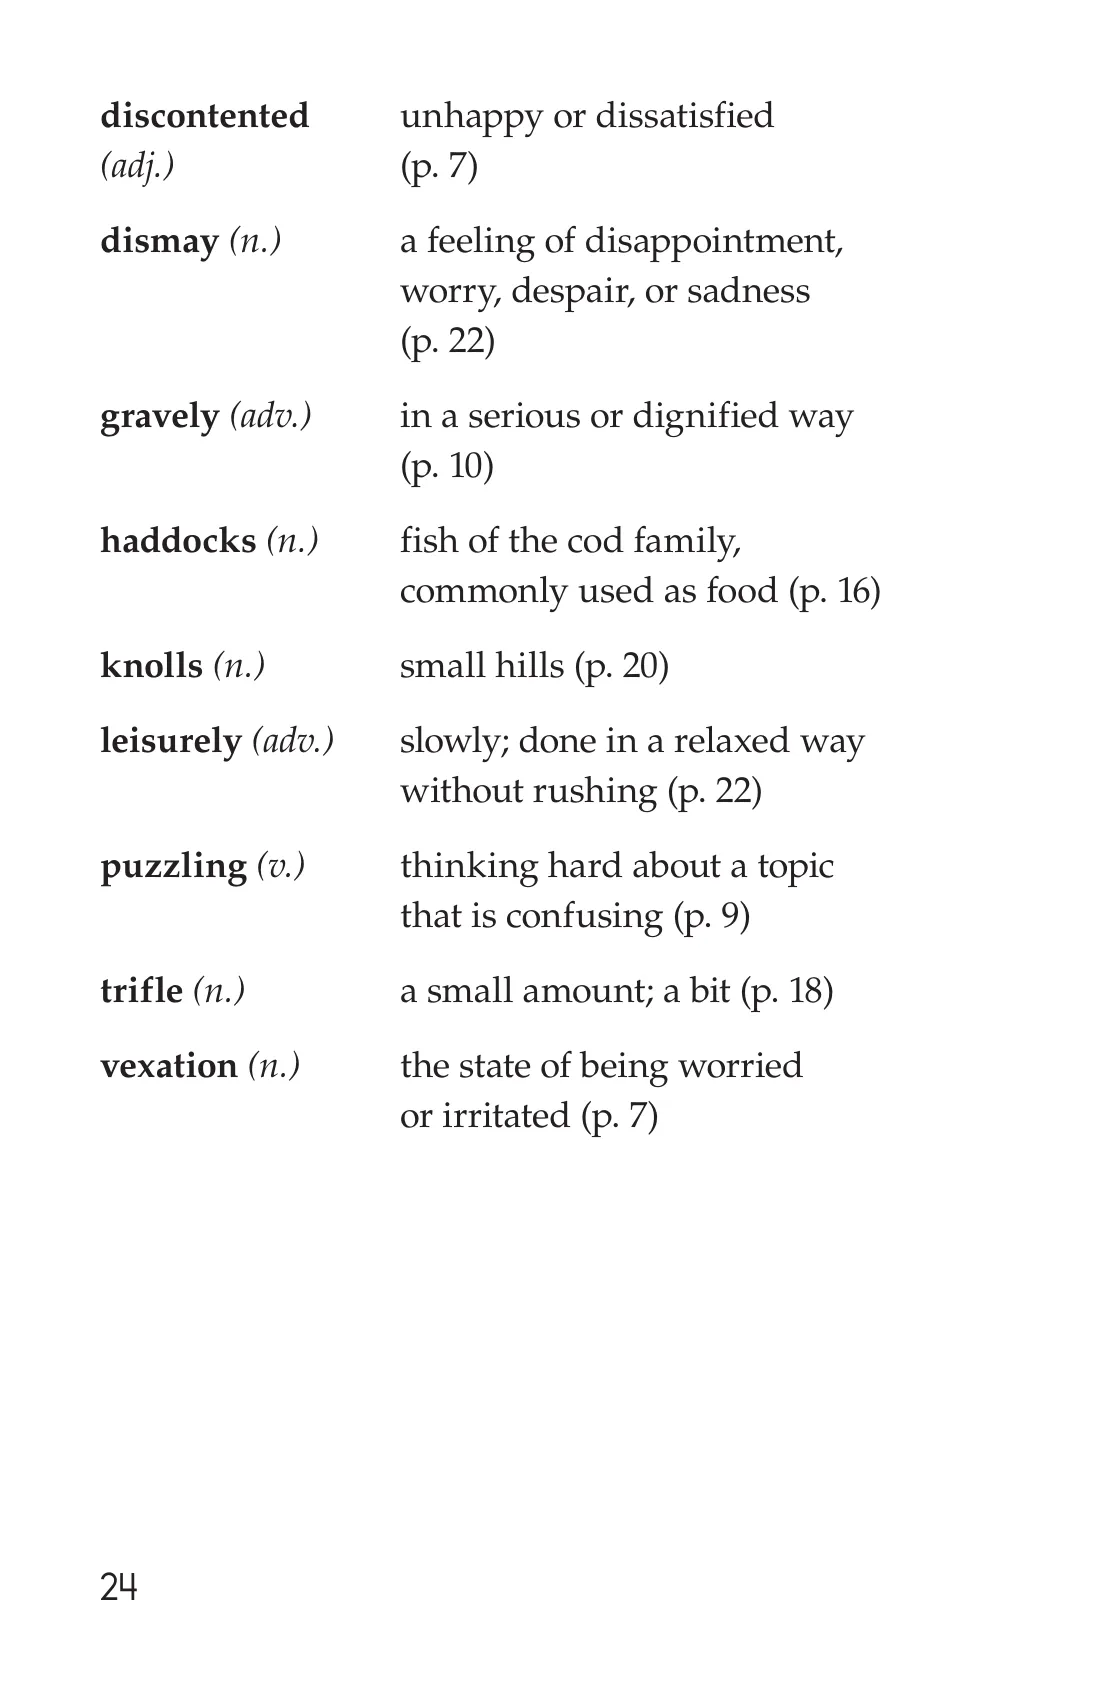 discontented unhappy or dissatisfied
(adj.) (p. 7)
dismay (n.) a feeling of disappointment,
worry, despair, or sadness
(p. 22)
gravely (adv.) in a serious or dignified way
(p. 10)
haddocks (n.) fish of the cod family,
commonly used as food (p. 16)
knolls (n.) small hills (p. 20)
leisurely (adv.) slowly; done in a relaxed way
without rushing (p. 22)
puzzling (v.) thinking hard about a topic
that is confusing (p. 9)
trifle (n.) a small amount; a bit (p. 18)
vexation (n.) the state of being worried
or irritated (p. 7)
24